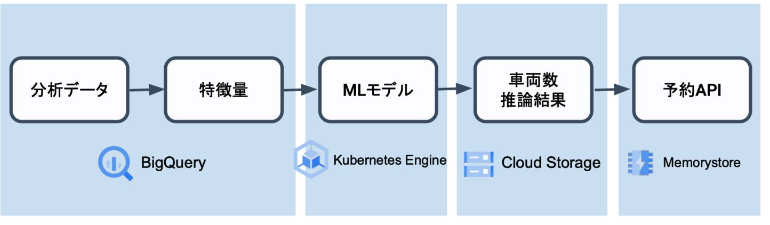 分析データ
特徴量
MLモデル
車両数
推論結果
予約API
BigQuery
Kubernetes Engine
Cloud Storage
Memorystore